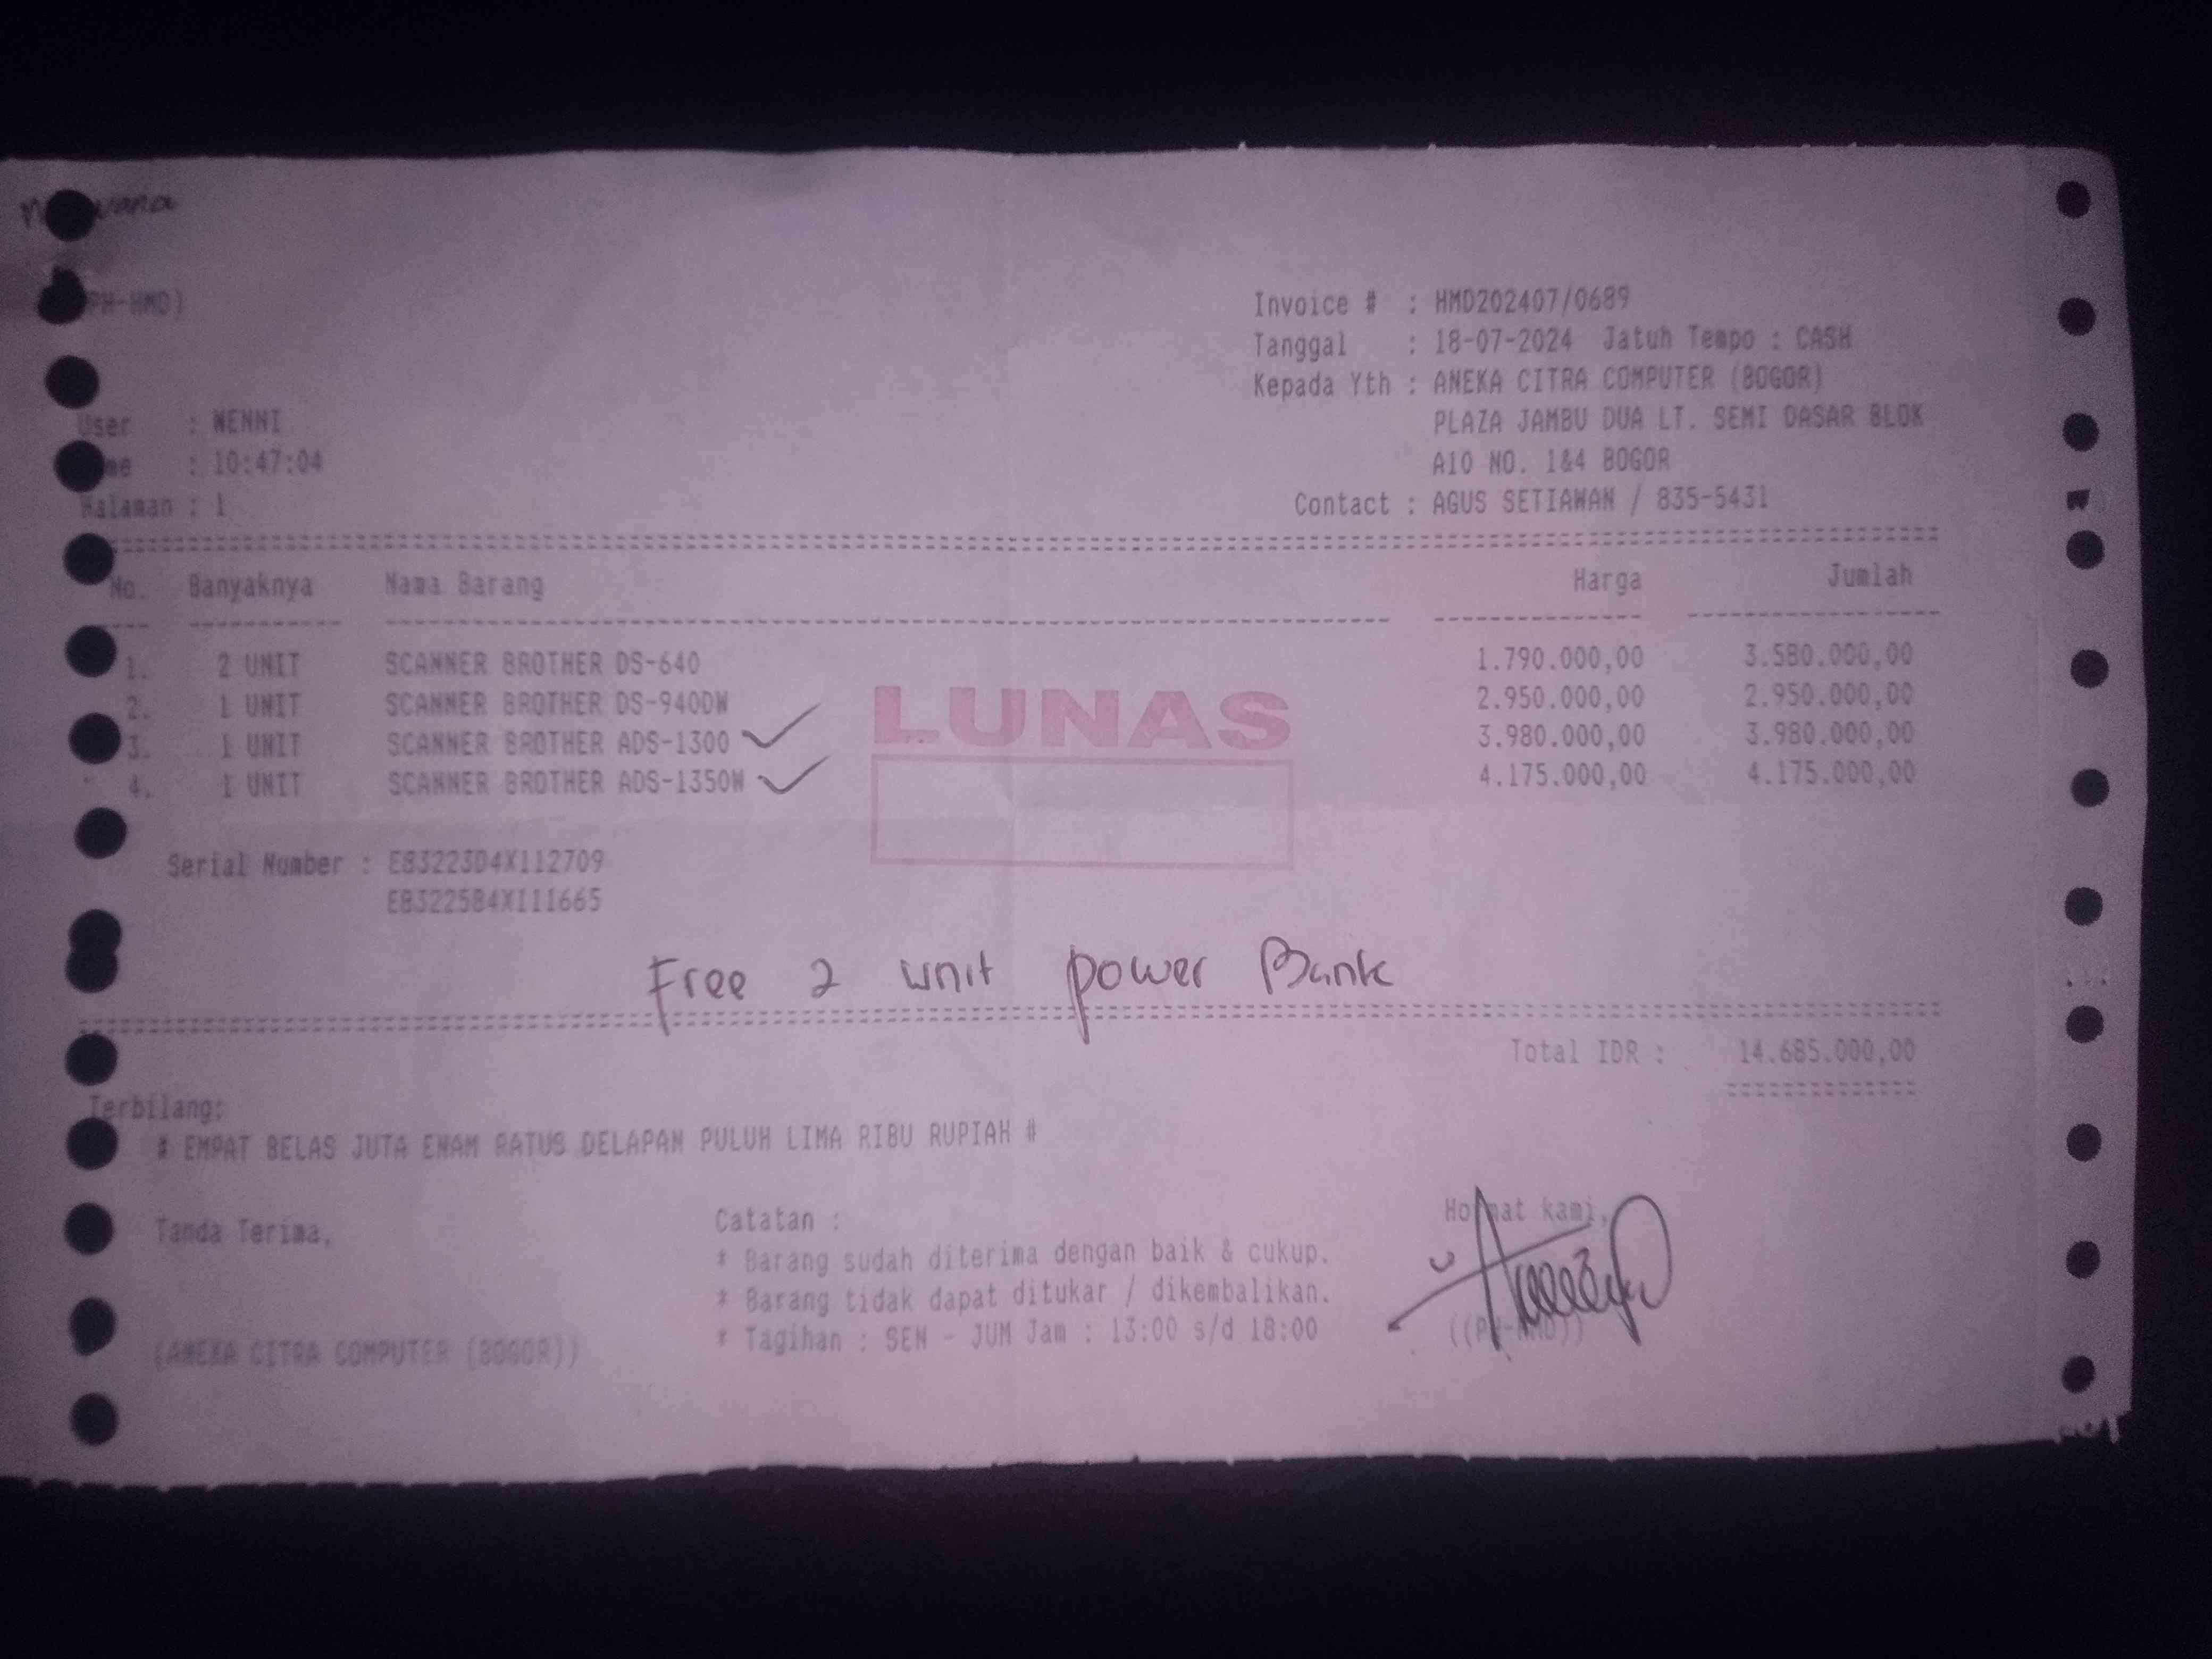 PH-HMD)
Invoice # : HMD202407/0689
Tanggal : 18-07-2024 Jatuh Tempo : CASH
Kepada Yth : ANEKA CITRA COMPUTER (BOGOR)
PLAZA JAMBU DUA LT. SEMI DASAR BLOK
A10 NO. 1&4 BOGOR
Contact : AGUS SETIAWAN / 835-5431
User : WENNI
: 10:47:04
Halaman : 1
No. Banyaknya Nama Barang Harga Jumlah
1. 2 UNIT SCANNER BROTHER DS-640 1.790.000,00 3.580.000,00
2. 1 UNIT SCANNER BROTHER DS-940DW 2.950.000,00 2.950.000,00
3. 1 UNIT SCANNER BROTHER ADS-1300 3.980.000,00 3.980.000,00
4. 1 UNIT SCANNER BROTHER ADS-1350W 4.175.000,00 4.175.000,00
LUNAS
Serial Number : E83223D4X112709
E83225B4X111665
Free 2 unit power Bank
Total IDR : 14.685.000,00
Terbilang:
# EMPAT BELAS JUTA ENAM RATUS DELAPAN PULUH LIMA RIBU RUPIAH #
Tanda Terima,
(ANEKA CITRA COMPUTER (BOGOR))
Catatan :
* Barang sudah diterima dengan baik & cukup.
* Barang tidak dapat ditukar / dikembalikan.
* Tagihan : SEN - JUM Jam : 13:00 s/d 18:00
Hormat kami,
((PH-HMD))